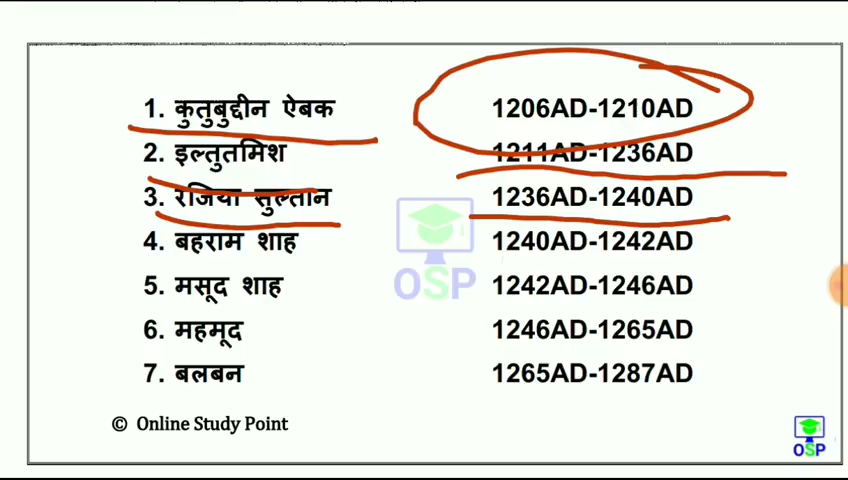 1. कुतुबुद्दीन ऐबक 1206AD-1210AD
2. इल्तुतमिश 1211AD-1236AD
3. रजिया सुल्तान 1236AD-1240AD
4. बहराम शाह 1240AD-1242AD
5. मसूद शाह 1242AD-1246AD
6. महमूद 1246AD-1265AD
7. बलबन 1265AD-1287AD
OSP
© Online Study Point
OSP